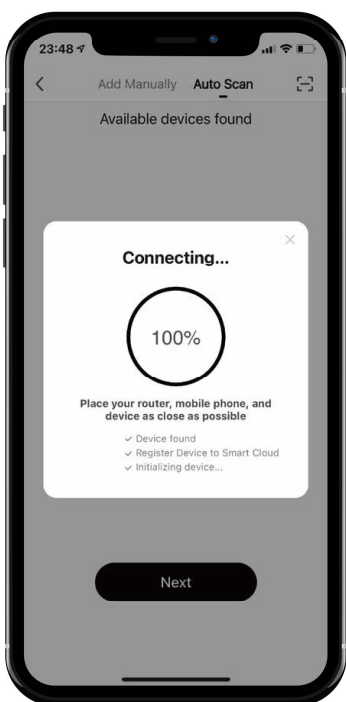 23:48
Add Manually Auto Scan
Available devices found
Connecting...
100%
Place your router, mobile phone, and
device as close as possible
✓ Device found
✓ Register Device to Smart Cloud
✓ Initializing device...
Next